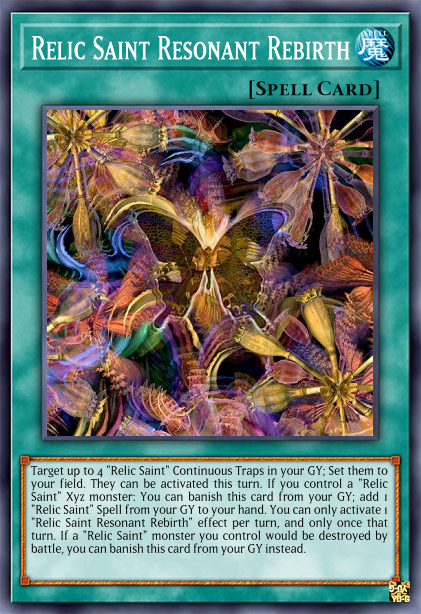 Relic Saint Resonant Rebirth
SPELL
魔
[Spell Card]
Target up to 4 "Relic Saint" Continuous Traps in your GY; Set them to
your field. They can be activated this turn. If you control a "Relic
Saint" Xyz monster: You can banish this card from your GY; add 1
"Relic Saint" Spell from your GY to your hand. You can only activate 1
"Relic Saint Resonant Rebirth" effect per turn, and only once that
turn. If a "Relic Saint" monster you control would be destroyed by
battle, you can banish this card from your GY instead.